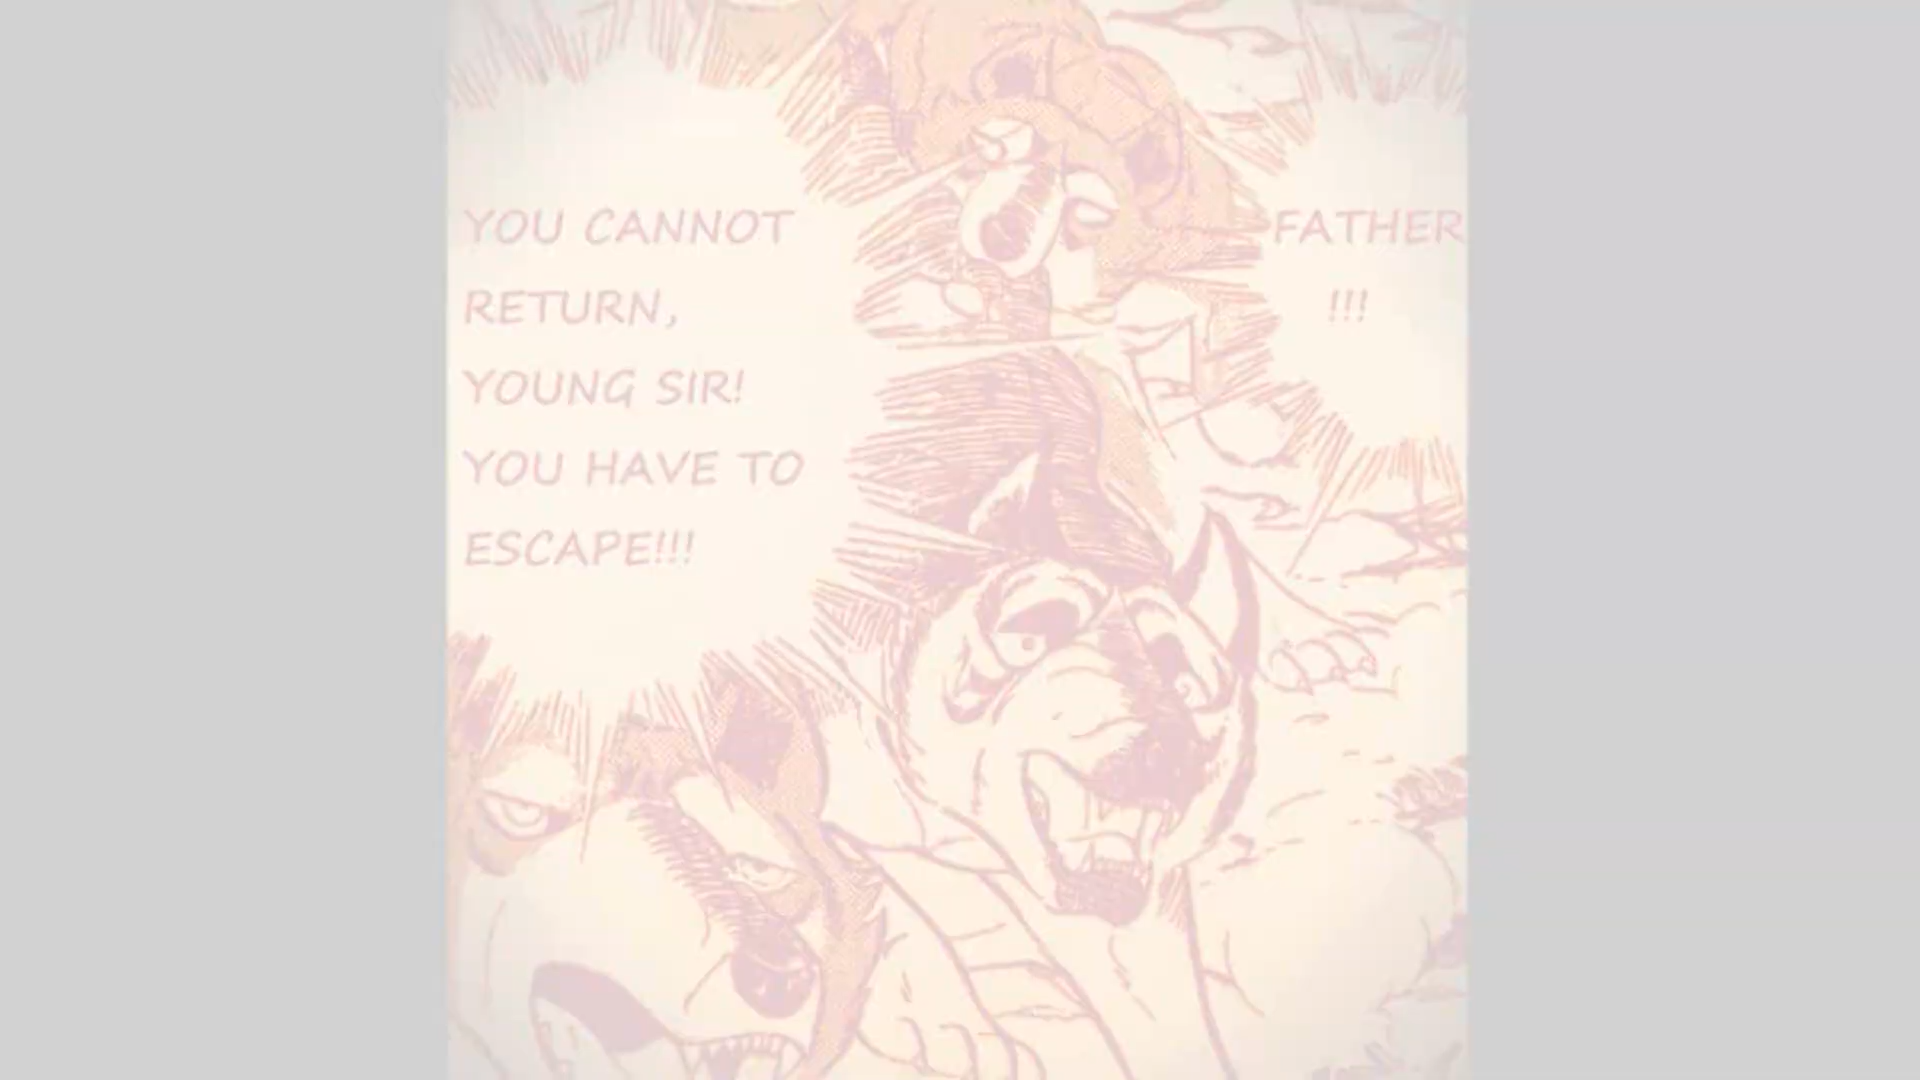 YOU CANNOT
RETURN,
YOUNG SIR!
YOU HAVE TO
ESCAPE!!!
FATHER
!!!